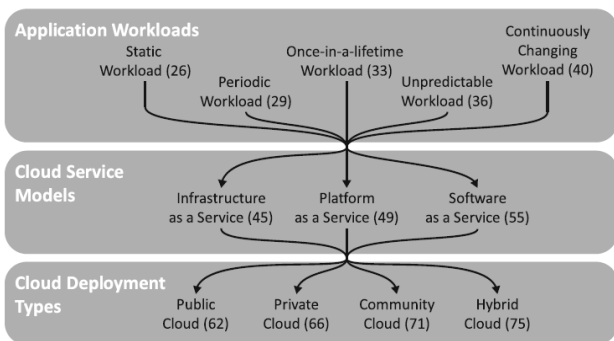 Application Workloads
Static
Workload (26)
Periodic
Workload (29)
Once-in-a-lifetime
Workload (33)
Unpredictable
Workload (36)
Continuously
Changing
Workload (40)
Cloud Service
Models
Infrastructure
as a Service (45)
Platform
as a Service (49)
Software
as a Service (55)
Cloud Deployment
Types
Public
Cloud (62)
Private
Cloud (66)
Community
Cloud (71)
Hybrid
Cloud (75)